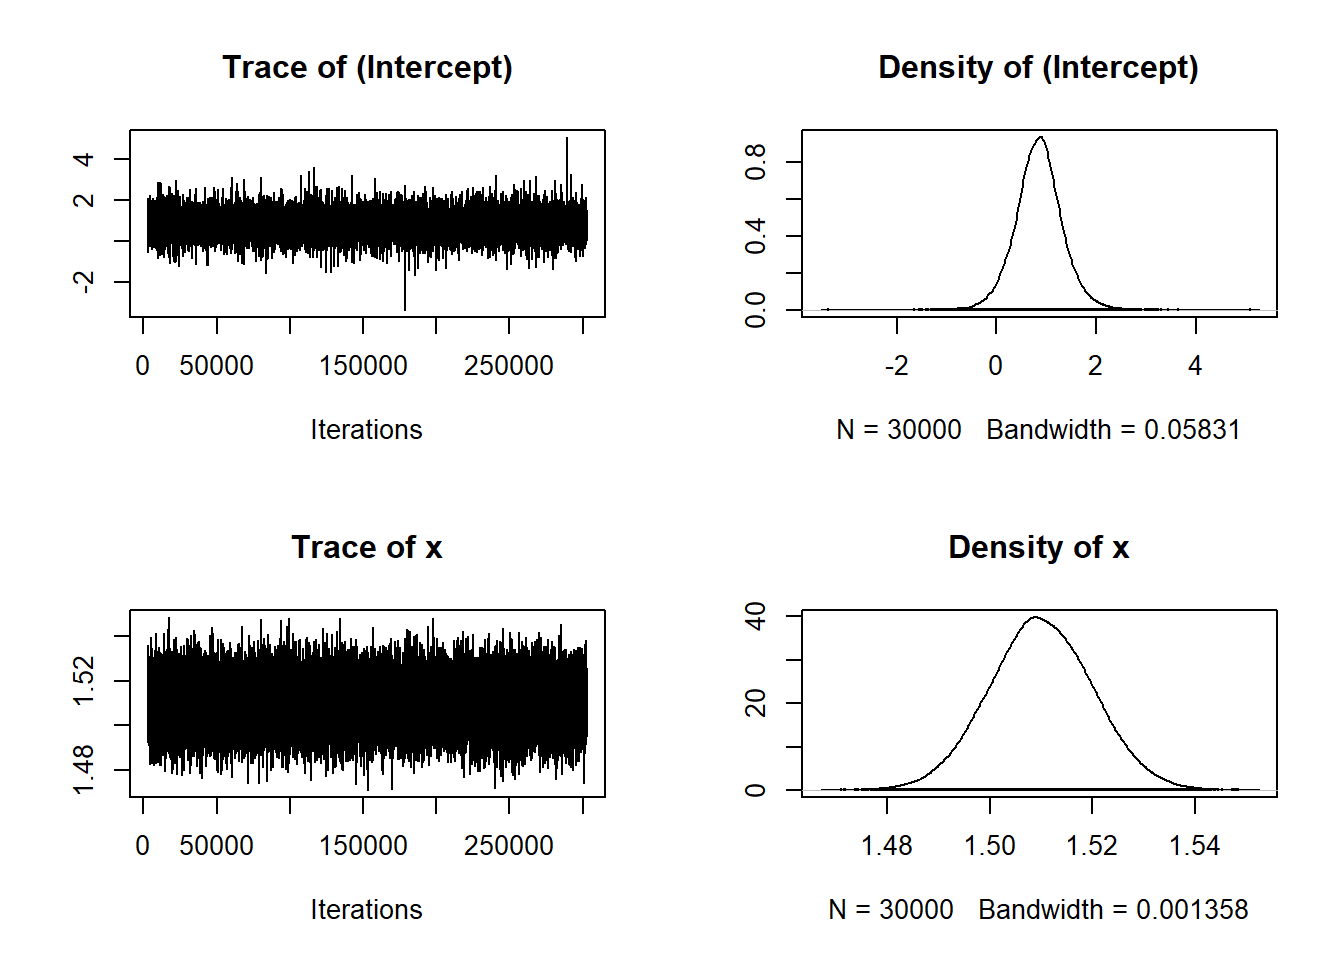 Trace of (Intercept)
4
2
-2
0 50000 150000 250000
Iterations
Density of (Intercept)
0.8
0.4
0.0
-2 0 2 4
N = 30000 Bandwidth = 0.05831
Trace of x
1.52
1.48
0 50000 150000 250000
Iterations
Density of x
40
20
0
1.48 1.50 1.52 1.54
N = 30000 Bandwidth = 0.001358